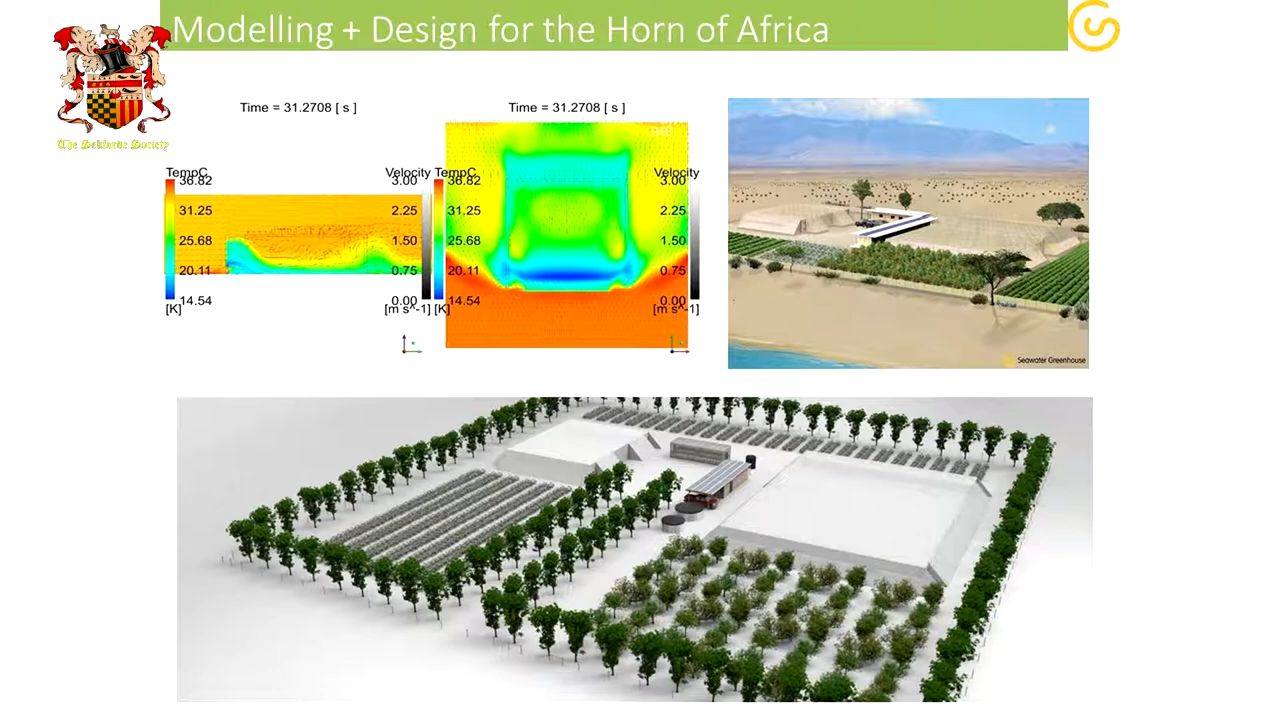 Modelling + Design for the Horn of Africa
The Seklarts Society
Time = 31.2708 [ s ]
Time = 31.2708 [ s ]
TempC
36.82
31.25
25.68
20.11
14.54
[K]
Velocity
3.00
2.25
1.50
0.75
0.00
[m s^-1]
TempC
36.82
31.25
25.68
20.11
14.54
[K]
Velocity
3.00
2.25
1.50
0.75
0.00
[m s^-1]
Seawater Greenhouse